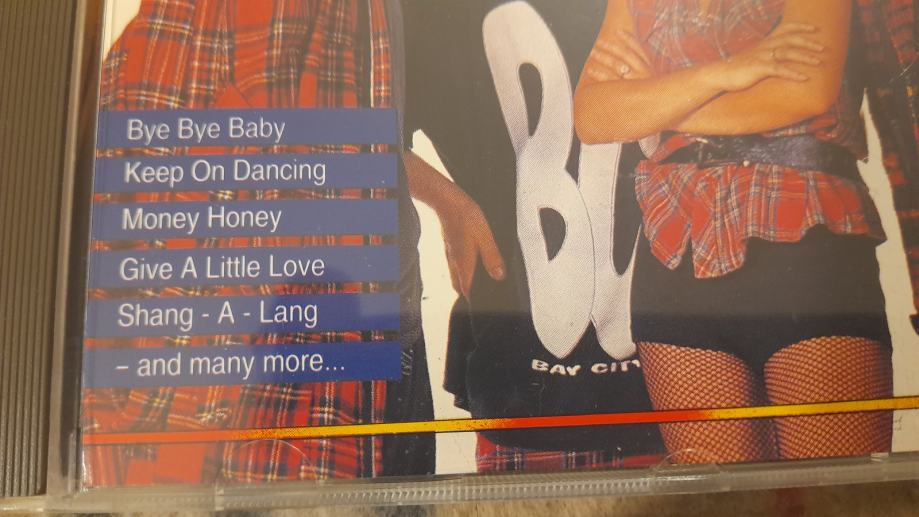 Bye Bye Baby
Keep On Dancing
Money Honey
Give A Little Love
Shang - A - Lang
– and many more...
BAY CITY